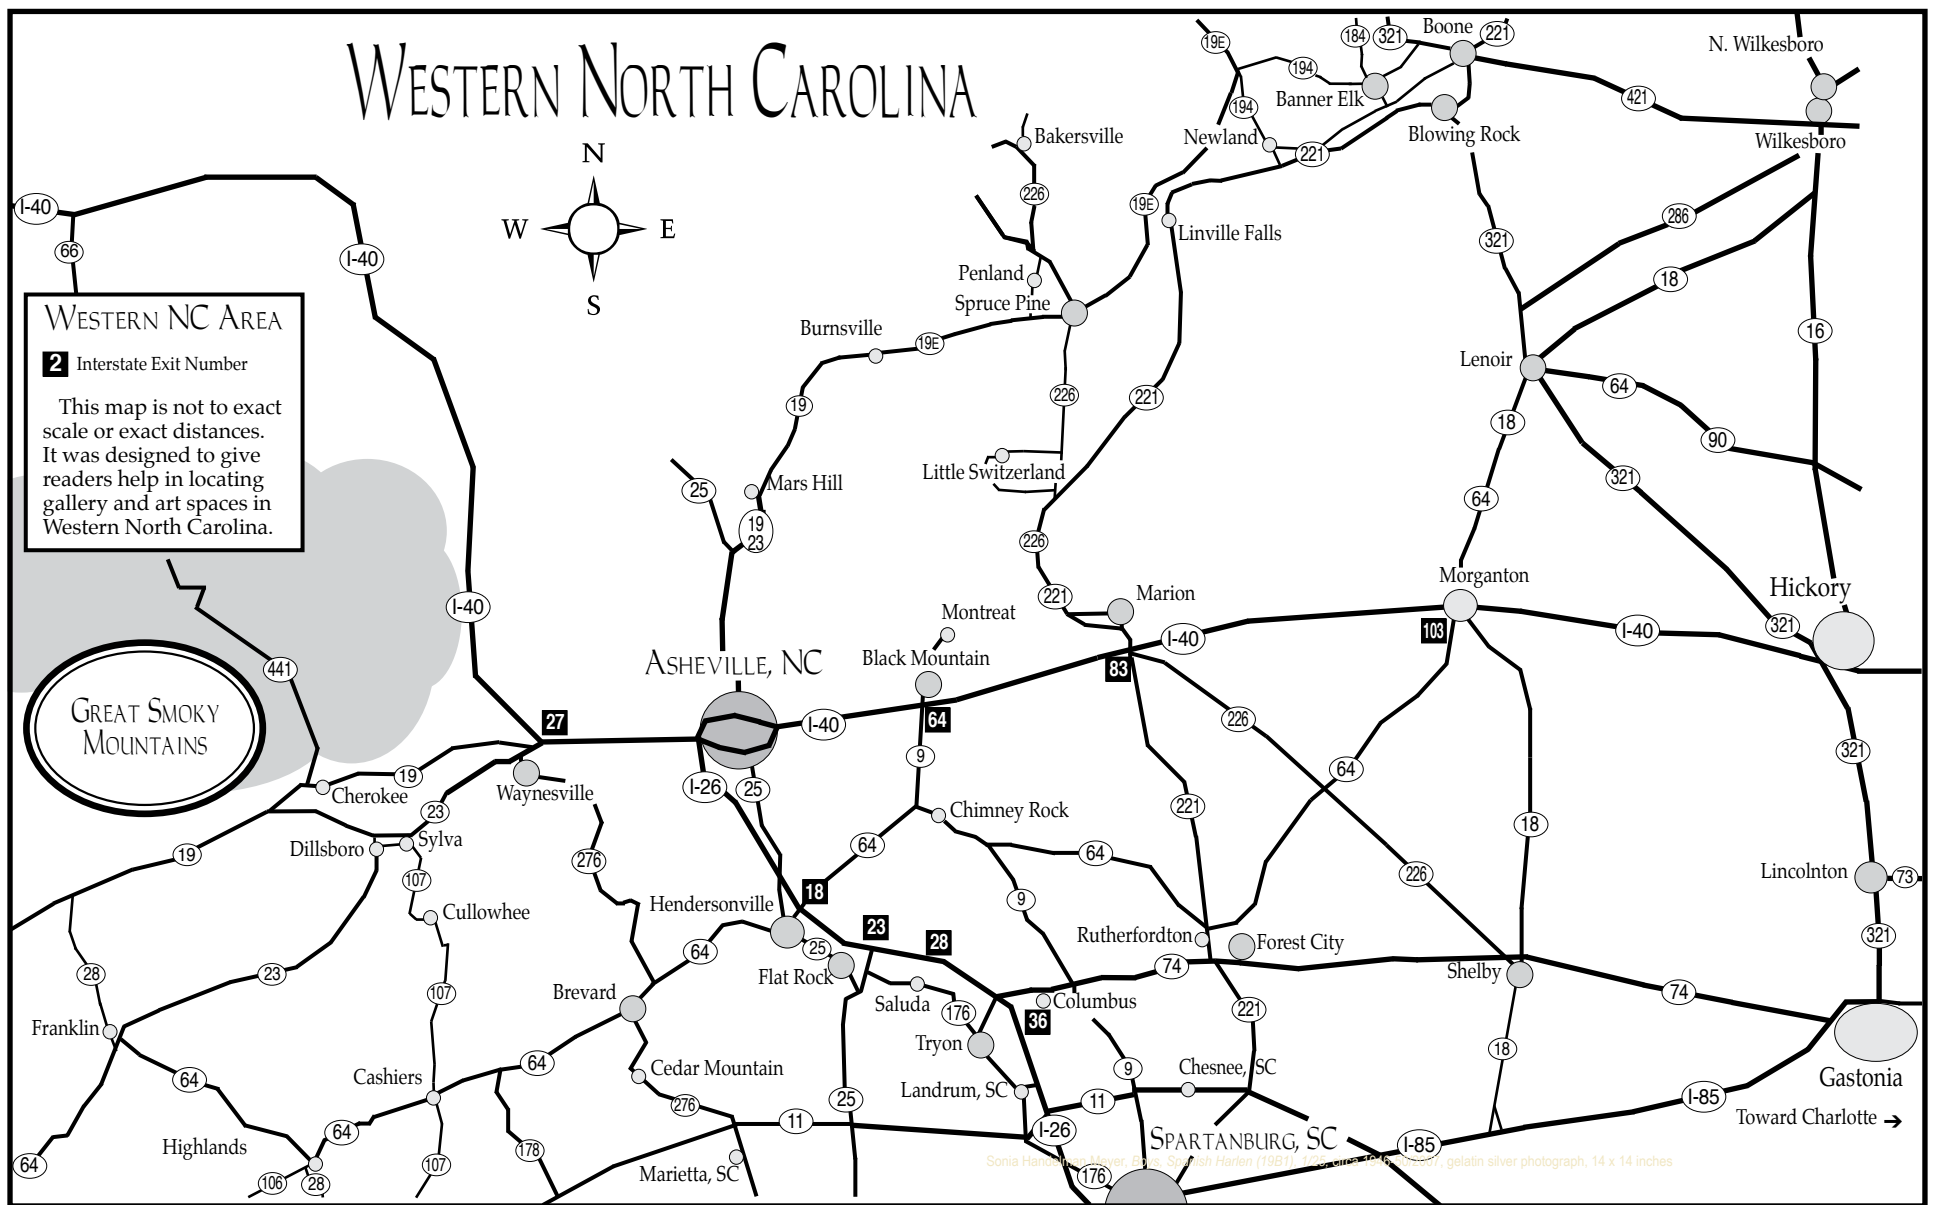 WESTERN NORTH CAROLINA
N
W
E
S
WESTERN NC AREA
2 Interstate Exit Number
This map is not to exact
scale or exact distances.
It was designed to give
readers help in locating
gallery and art spaces in
Western North Carolina.
GREAT SMOKY
MOUNTAINS
I-40
66
I-40
I-40
441
27
19
Cherokee
23
Waynesville
19
Dillsboro
Sylva
107
Cullowhee
28
23
107
Franklin
64
Cashiers
64
Highlands
64
106
28
107
178
64
Brevard
276
64
Cedar Mountain
276
11
Marietta, SC
25
19E
194
194
184
321
Boone
221
Banner Elk
Newland
221
Blowing Rock
421
N. Wilkesboro
Wilkesboro
Bakersville
226
19E
Linville Falls
Penland
Spruce Pine
Burnsville
19E
19
226
221
Little Switzerland
Mars Hill
25
19
23
226
221
Marion
Montreat
Black Mountain
ASHEVILLE, NC
I-40
64
9
83
I-40
I-26
25
Chimney Rock
64
64
9
221
18
Hendersonville
25
Flat Rock
23
28
Saluda
176
Columbus
36
Tryon
Landrum, SC
Rutherfordton
Forest City
74
221
9
Chesnee, SC
11
I-26
SPARTANBURG, SC
176
321
286
18
16
Lenoir
64
90
18
321
64
Morganton
103
I-40
321
Hickory
226
64
18
321
226
Lincolnton
73
321
Shelby
74
18
Gastonia
I-85
I-85
Toward Charlotte ➔